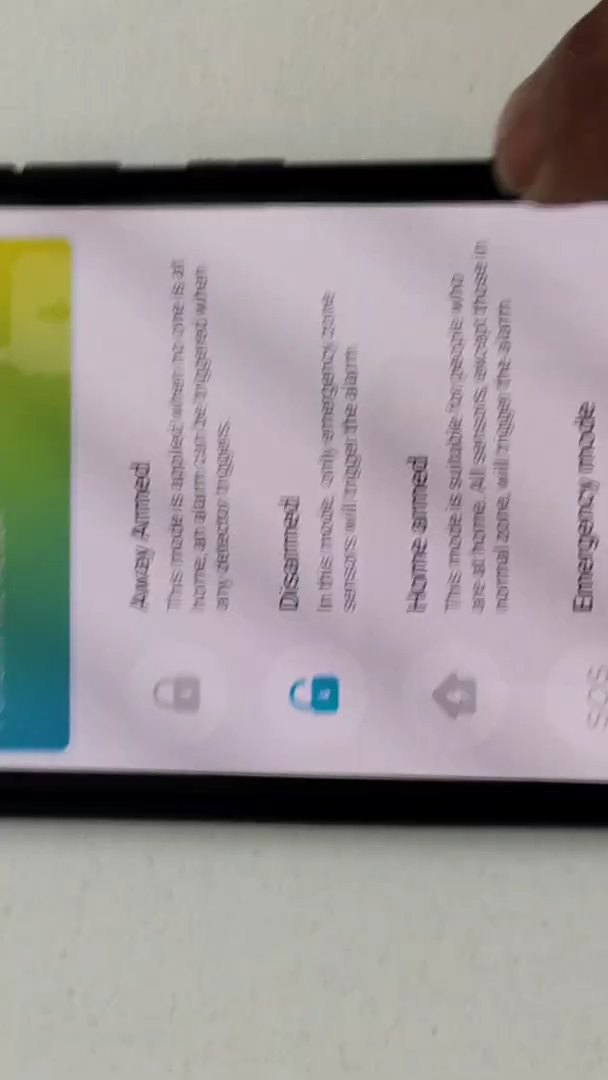 Away Armed
This mode is applied when no one is at
home, an alarm can be triggered when
any detector triggers.
Disarmed
In this mode, only emergency zone
sensors will trigger the alarm
Home armed
This mode is suitable for people who
are at home. All sensors, except those in
normal zone, will trigger the alarm
Emergency mode
SOS